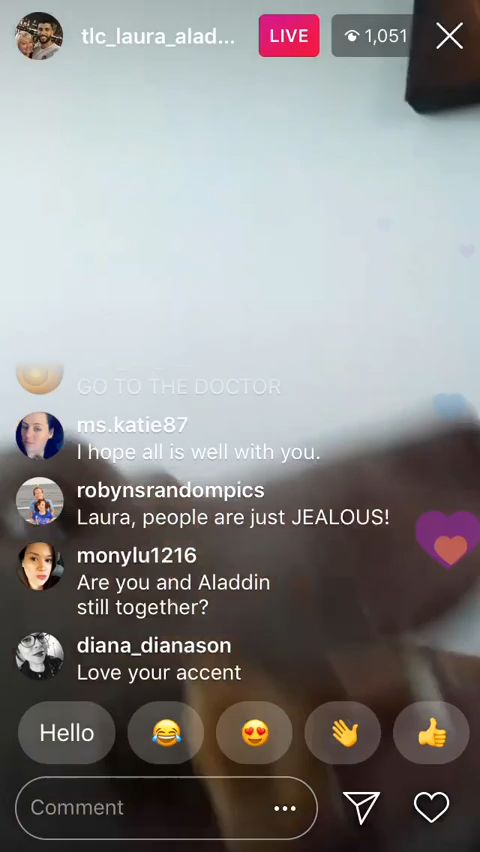 tlc_laura_alad...
LIVE
1,051
GO TO THE DOCTOR
ms.katie87
I hope all is well with you.
robynsrandompics
Laura, people are just JEALOUS!
monylu1216
Are you and Aladdin
still together?
diana_dianason
Love your accent
Hello
Comment